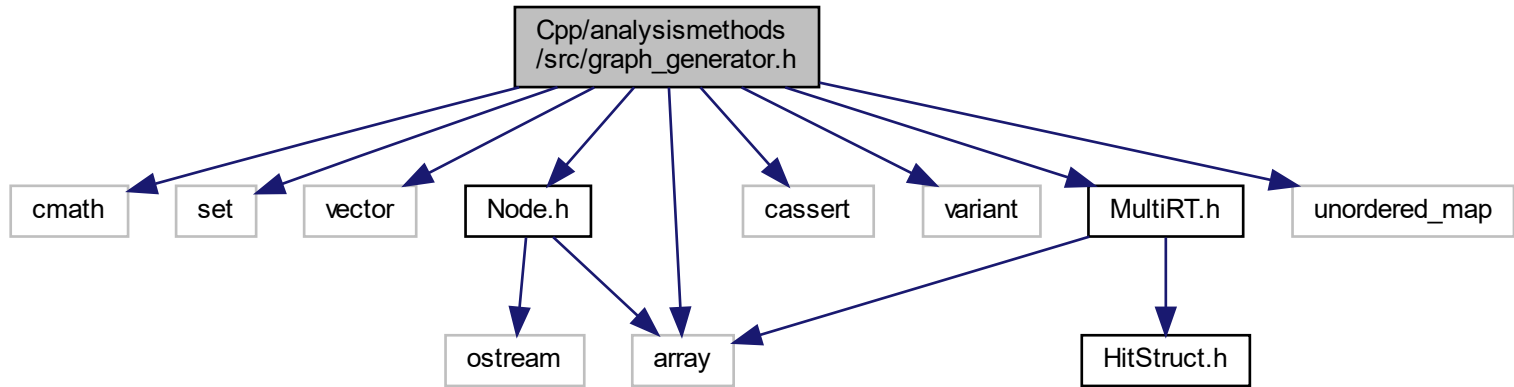 Cpp/analysismethods
/src/graph_generator.h
cmath
set
vector
Node.h
cassert
variant
MultiRT.h
unordered_map
ostream
array
HitStruct.h